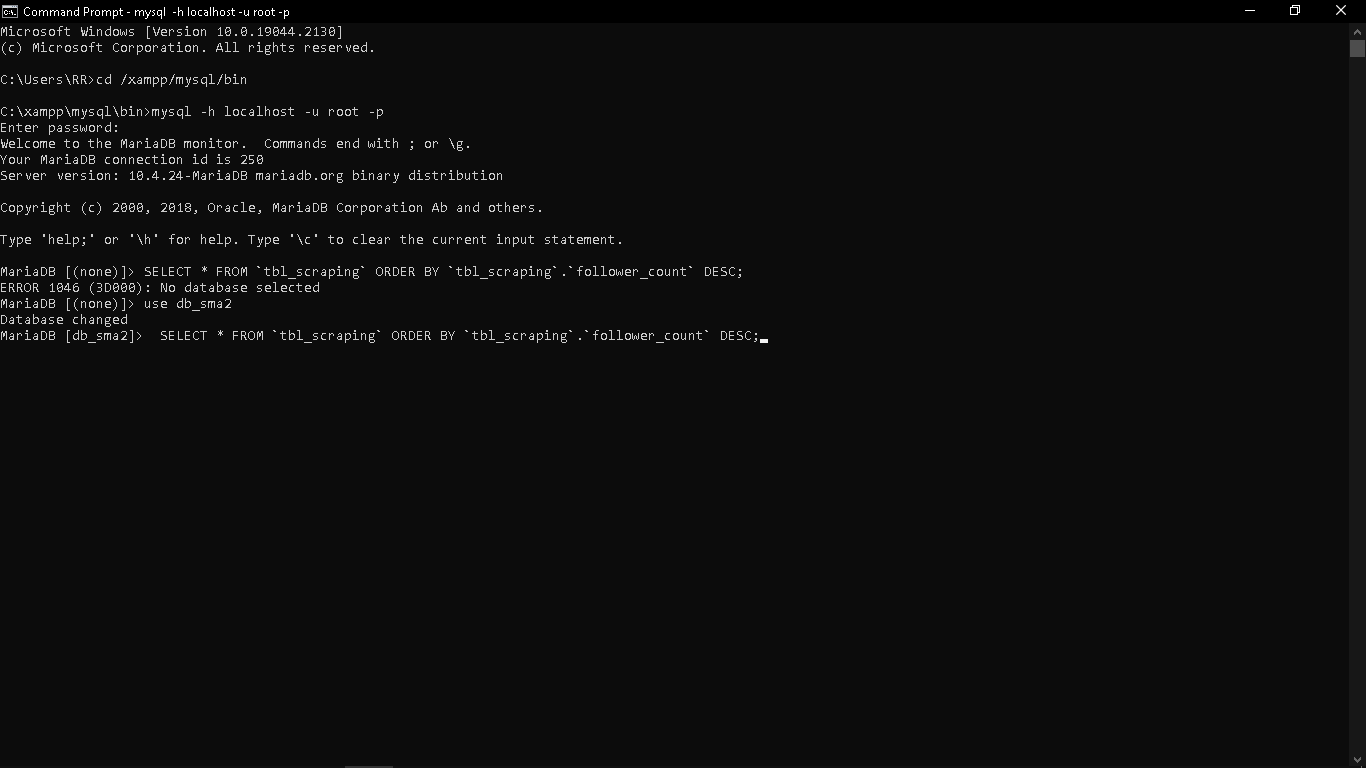 Command Prompt - mysql -h localhost -u root -p
Microsoft Windows [Version 10.0.19044.2130]
(c) Microsoft Corporation. All rights reserved.
C:\Users\RR>cd /xampp/mysql/bin
C:\xampp\mysql\bin>mysql -h localhost -u root -p
Enter password:
Welcome to the MariaDB monitor.  Commands end with ; or \g.
Your MariaDB connection id is 250
Server version: 10.4.24-MariaDB mariadb.org binary distribution
Copyright (c) 2000, 2018, Oracle, MariaDB Corporation Ab and others.
Type 'help;' or '\h' for help. Type '\c' to clear the current input statement.
MariaDB [(none)]> SELECT * FROM `tbl_scraping` ORDER BY `tbl_scraping`.`follower_count` DESC;
ERROR 1046 (3D000): No database selected
MariaDB [(none)]> use db_sma2
Database changed
MariaDB [db_sma2]>  SELECT * FROM `tbl_scraping` ORDER BY `tbl_scraping`.`follower_count` DESC;